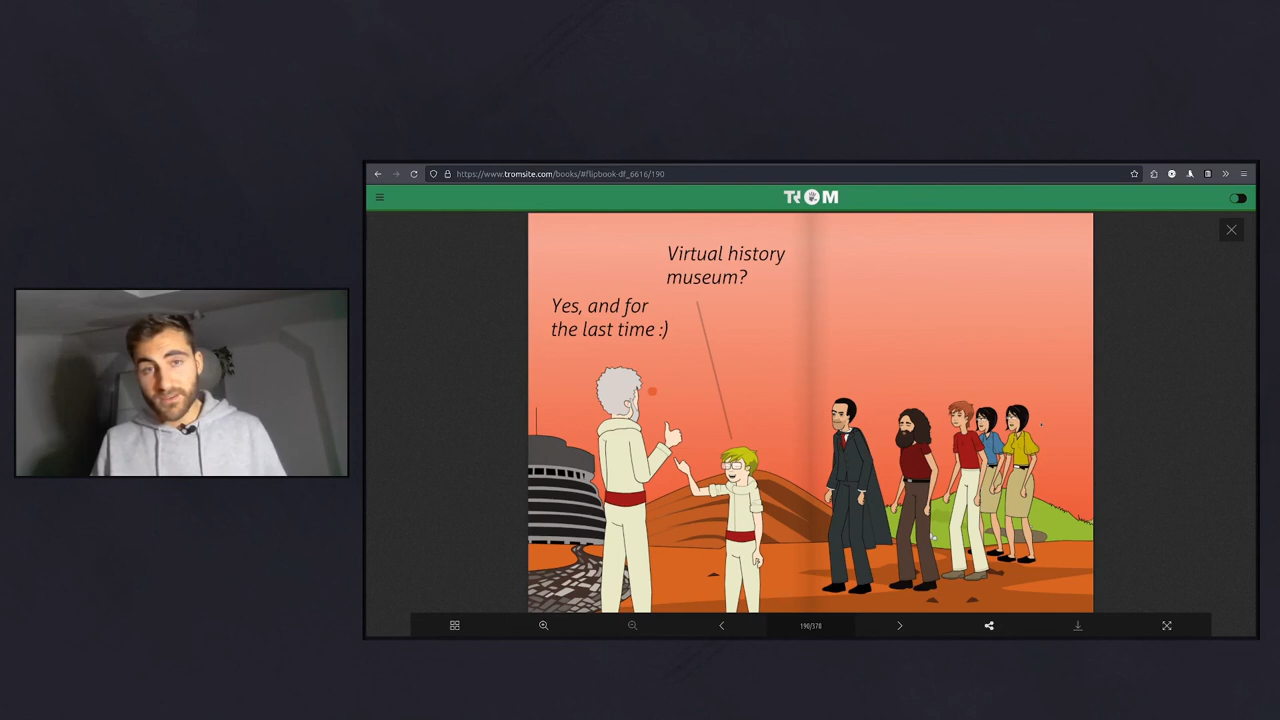 https://www.tromsite.com/books/#flipbook-df_6616/190
TROM
Virtual history
museum?
Yes, and for
the last time :)
190/370